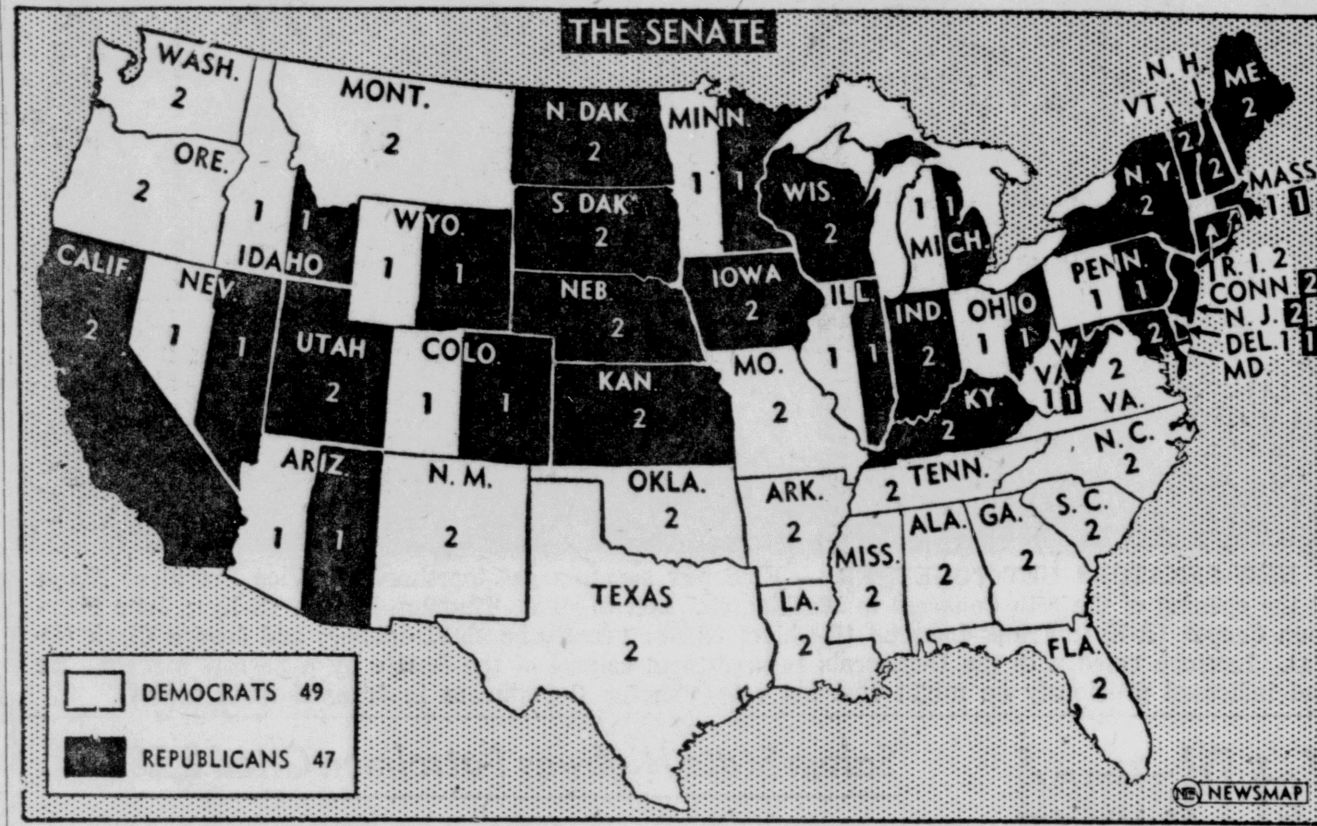 THE SENATE
WASH.
2
ORE.
2
MONT.
2
1
1
IDAHO
WYO.
1
1
N. DAK.
2
S. DAK.
2
NEB.
2
KAN.
2
MINN.
1
1
WIS.
2
IOWA
2
1
1
MICH.
ILL
1
1
IND.
2
OHIO
1
1
PENN.
1
1
N. Y.
2
VT.
2
N. H.
2
ME.
2
MASS
1 1
R. I. 2
CONN. 2
N. J. 2
DEL. 1 1
MD
2
W
VA
1 1
2
VA.
KY.
2
CALIF.
2
NEV.
1
1
UTAH
2
COLO.
1
1
ARIZ
1
1
N. M.
2
OKLA.
2
TEXAS
2
MO.
2
ARK.
2
LA.
2
2 TENN.
MISS.
2
ALA.
2
GA.
2
N. C.
2
S. C.
2
FLA.
2
DEMOCRATS 49
REPUBLICANS 47
NEA NEWSMAP